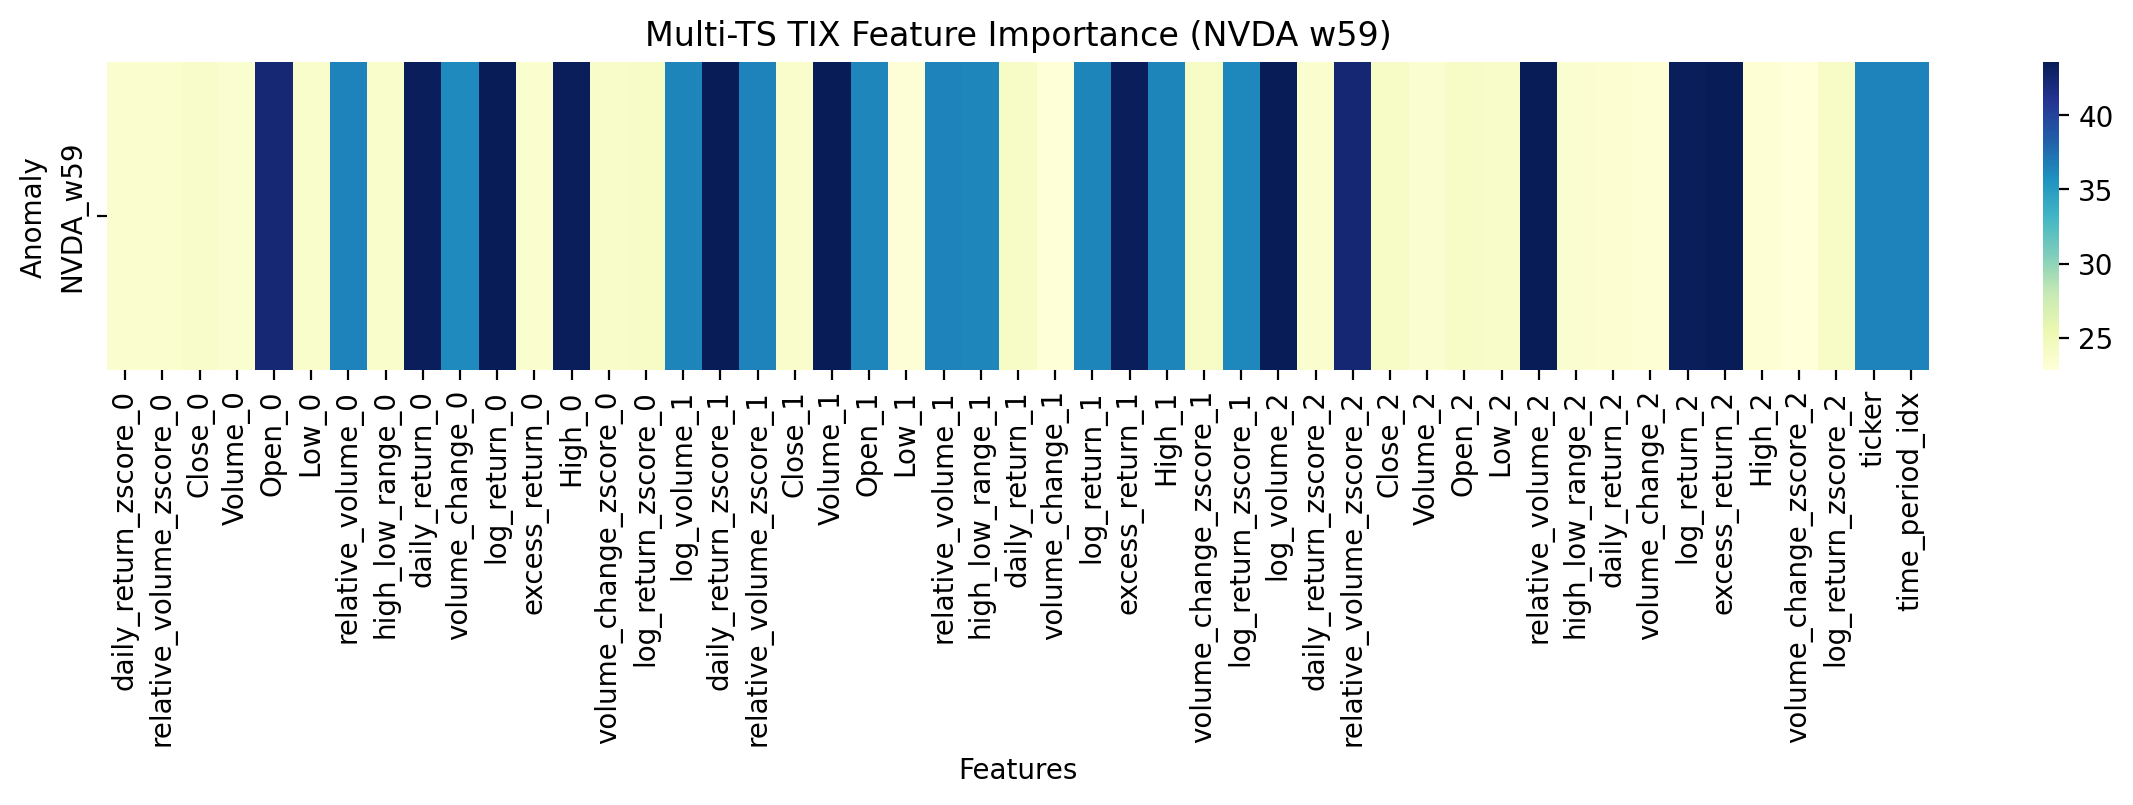 Multi-TS TIX Feature Importance (NVDA w59)
Anomaly
NVDA_w59
40
35
30
25
daily_return_zscore_0
relative_volume_zscore_0
Close_0
Volume_0
Open_0
Low_0
relative_volume_0
high_low_range_0
daily_return_0
volume_change_0
log_return_0
excess_return_0
High_0
volume_change_zscore_0
log_return_zscore_0
log_volume_1
daily_return_zscore_1
relative_volume_zscore_1
Close_1
Volume_1
Open_1
Low_1
relative_volume_1
high_low_range_1
daily_return_1
volume_change_1
log_return_1
excess_return_1
High_1
volume_change_zscore_1
log_return_zscore_1
log_volume_2
daily_return_zscore_2
relative_volume_zscore_2
Close_2
Volume_2
Open_2
Low_2
relative_volume_2
high_low_range_2
daily_return_2
volume_change_2
log_return_2
excess_return_2
High_2
volume_change_zscore_2
log_return_zscore_2
ticker
time_period_idx
Features